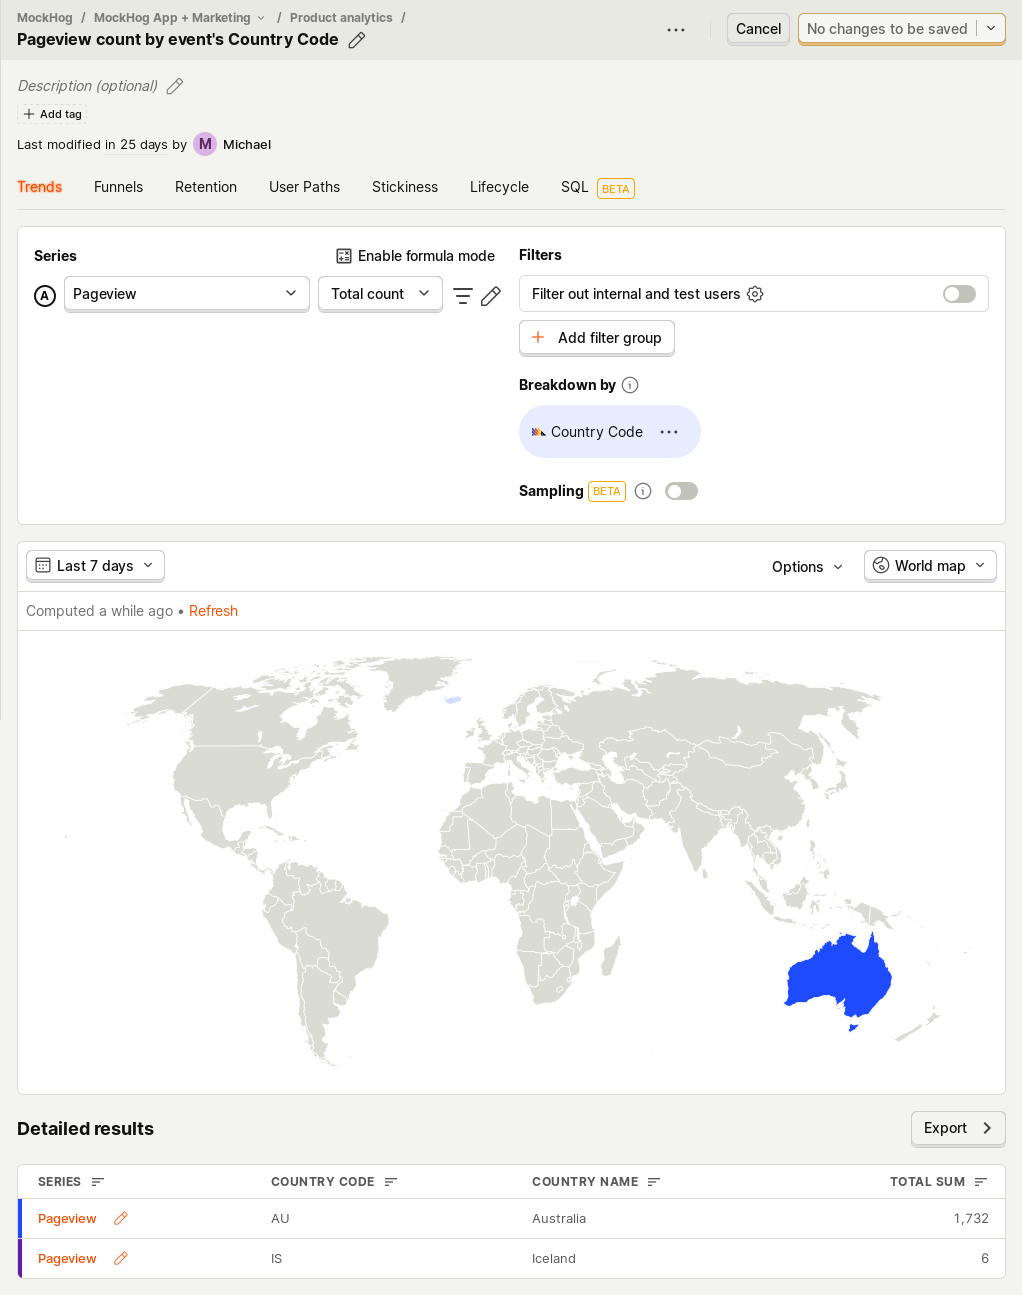 MockHog / MockHog App + Marketing / Product analytics /
Pageview count by event's Country Code
Cancel
No changes to be saved
Description (optional)
Add tag
Last modified in 25 days by M Michael
Trends Funnels Retention User Paths Stickiness Lifecycle SQL BETA
Series
Enable formula mode
A Pageview Total count
Filters
Filter out internal and test users
Add filter group
Breakdown by
Country Code
Sampling BETA
Last 7 days
Options
World map
Computed a while ago • Refresh
Detailed results
Export
SERIES COUNTRY CODE COUNTRY NAME TOTAL SUM
Pageview AU Australia 1,732
Pageview IS Iceland 6